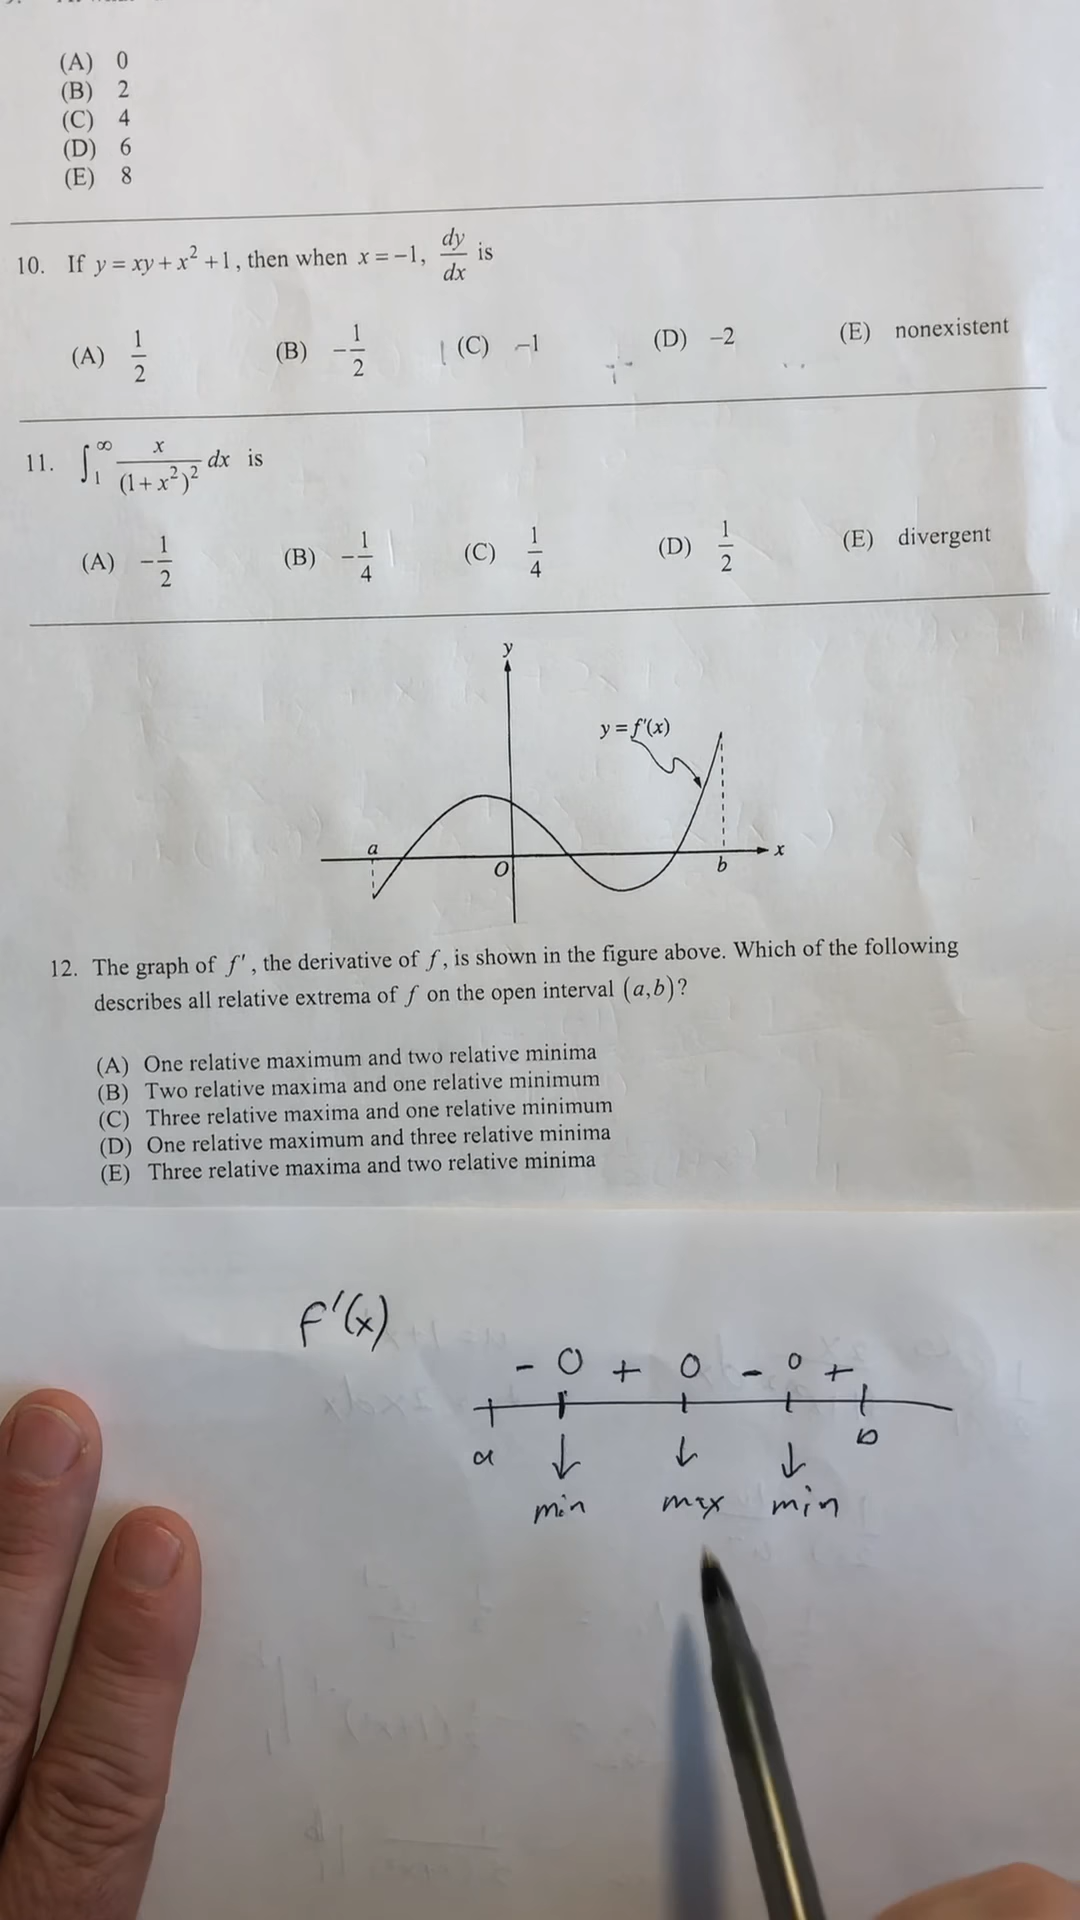 (A) 0
(B) 2
(C) 4
(D) 6
(E) 8
10. If y = xy + x² + 1, then when x = −1, dy/dx is
(A) 1/2 (B) −1/2 (C) −1 (D) −2 (E) nonexistent
11. ∫₁^∞ x/(1+x²)² dx is
(A) −1/2 (B) −1/4 (C) 1/4 (D) 1/2 (E) divergent
y
y = f'(x)
a
O
b
x
12. The graph of f', the derivative of f, is shown in the figure above. Which of the following
describes all relative extrema of f on the open interval (a,b)?
(A) One relative maximum and two relative minima
(B) Two relative maxima and one relative minimum
(C) Three relative maxima and one relative minimum
(D) One relative maximum and three relative minima
(E) Three relative maxima and two relative minima
f'(x)
− 0 + 0 − 0 +
a ↓ ↓ ↓ b
min max min